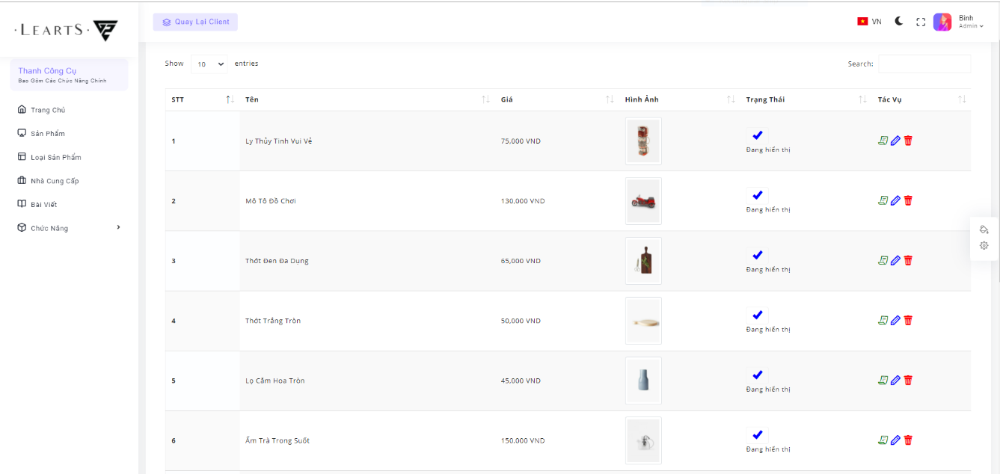 · LEARTS ·
Quay Lại Client
VN
Bình
Admin
Thanh Công Cụ
Bao Gồm Các Chức Năng Chính
Trang Chủ
Sản Phẩm
Loại Sản Phẩm
Nhà Cung Cấp
Bài Viết
Chức Năng
Show 10 entries
Search:
STT Tên Giá Hình Ảnh Trạng Thái Tác Vụ
1 Ly Thủy Tinh Vui Vẻ 75,000 VND Đang hiển thị
2 Mô Tô Đồ Chơi 130,000 VND Đang hiển thị
3 Thớt Đen Đa Dụng 65,000 VND Đang hiển thị
4 Thớt Trắng Tròn 50,000 VND Đang hiển thị
5 Lọ Cắm Hoa Tròn 45,000 VND Đang hiển thị
6 Ấm Trà Trong Suốt 150,000 VND Đang hiển thị